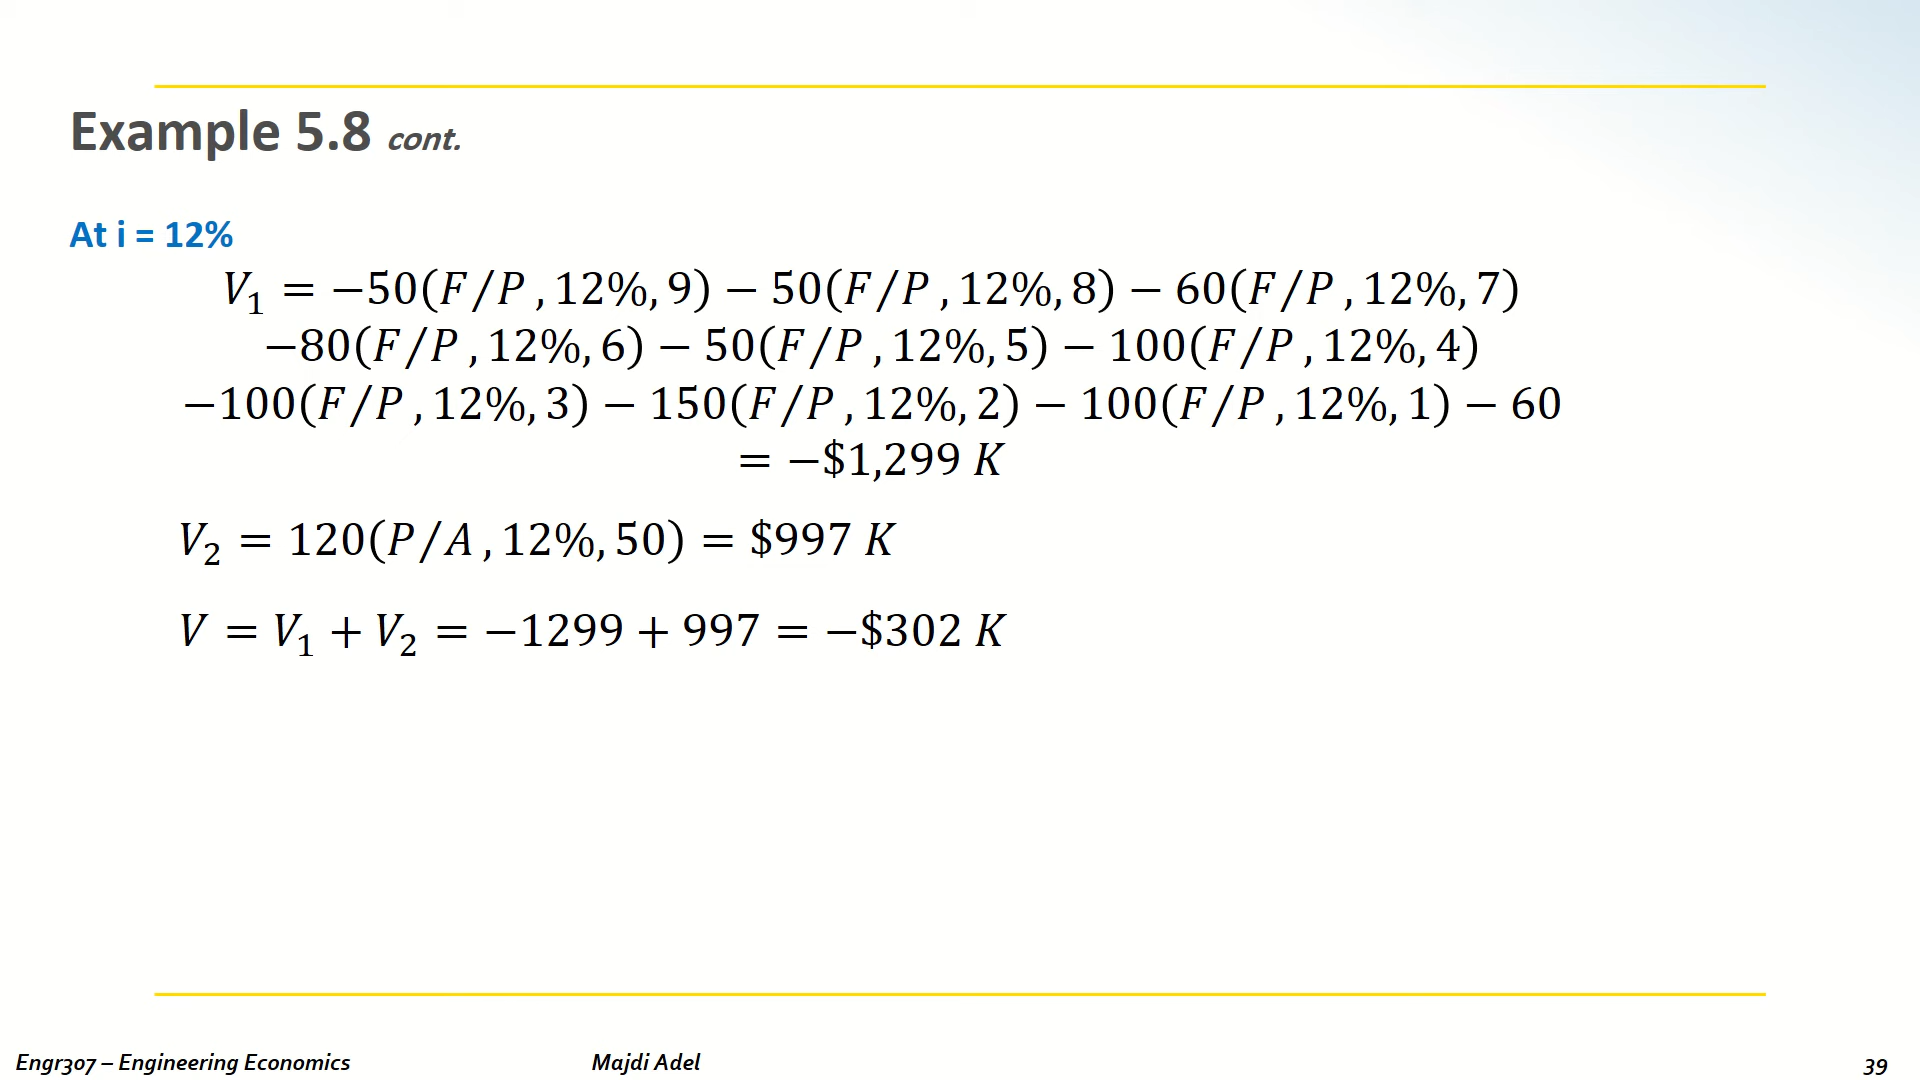 Example 5.8 cont.
At i = 12%
V₁ = −50(F/P, 12%, 9) − 50(F/P, 12%, 8) − 60(F/P, 12%, 7)
−80(F/P, 12%, 6) − 50(F/P, 12%, 5) − 100(F/P, 12%, 4)
−100(F/P, 12%, 3) − 150(F/P, 12%, 2) − 100(F/P, 12%, 1) − 60
= −$1,299 K
V₂ = 120(P/A, 12%, 50) = $997 K
V = V₁ + V₂ = −1299 + 997 = −$302 K
Engr307 – Engineering Economics
Majdi Adel
39